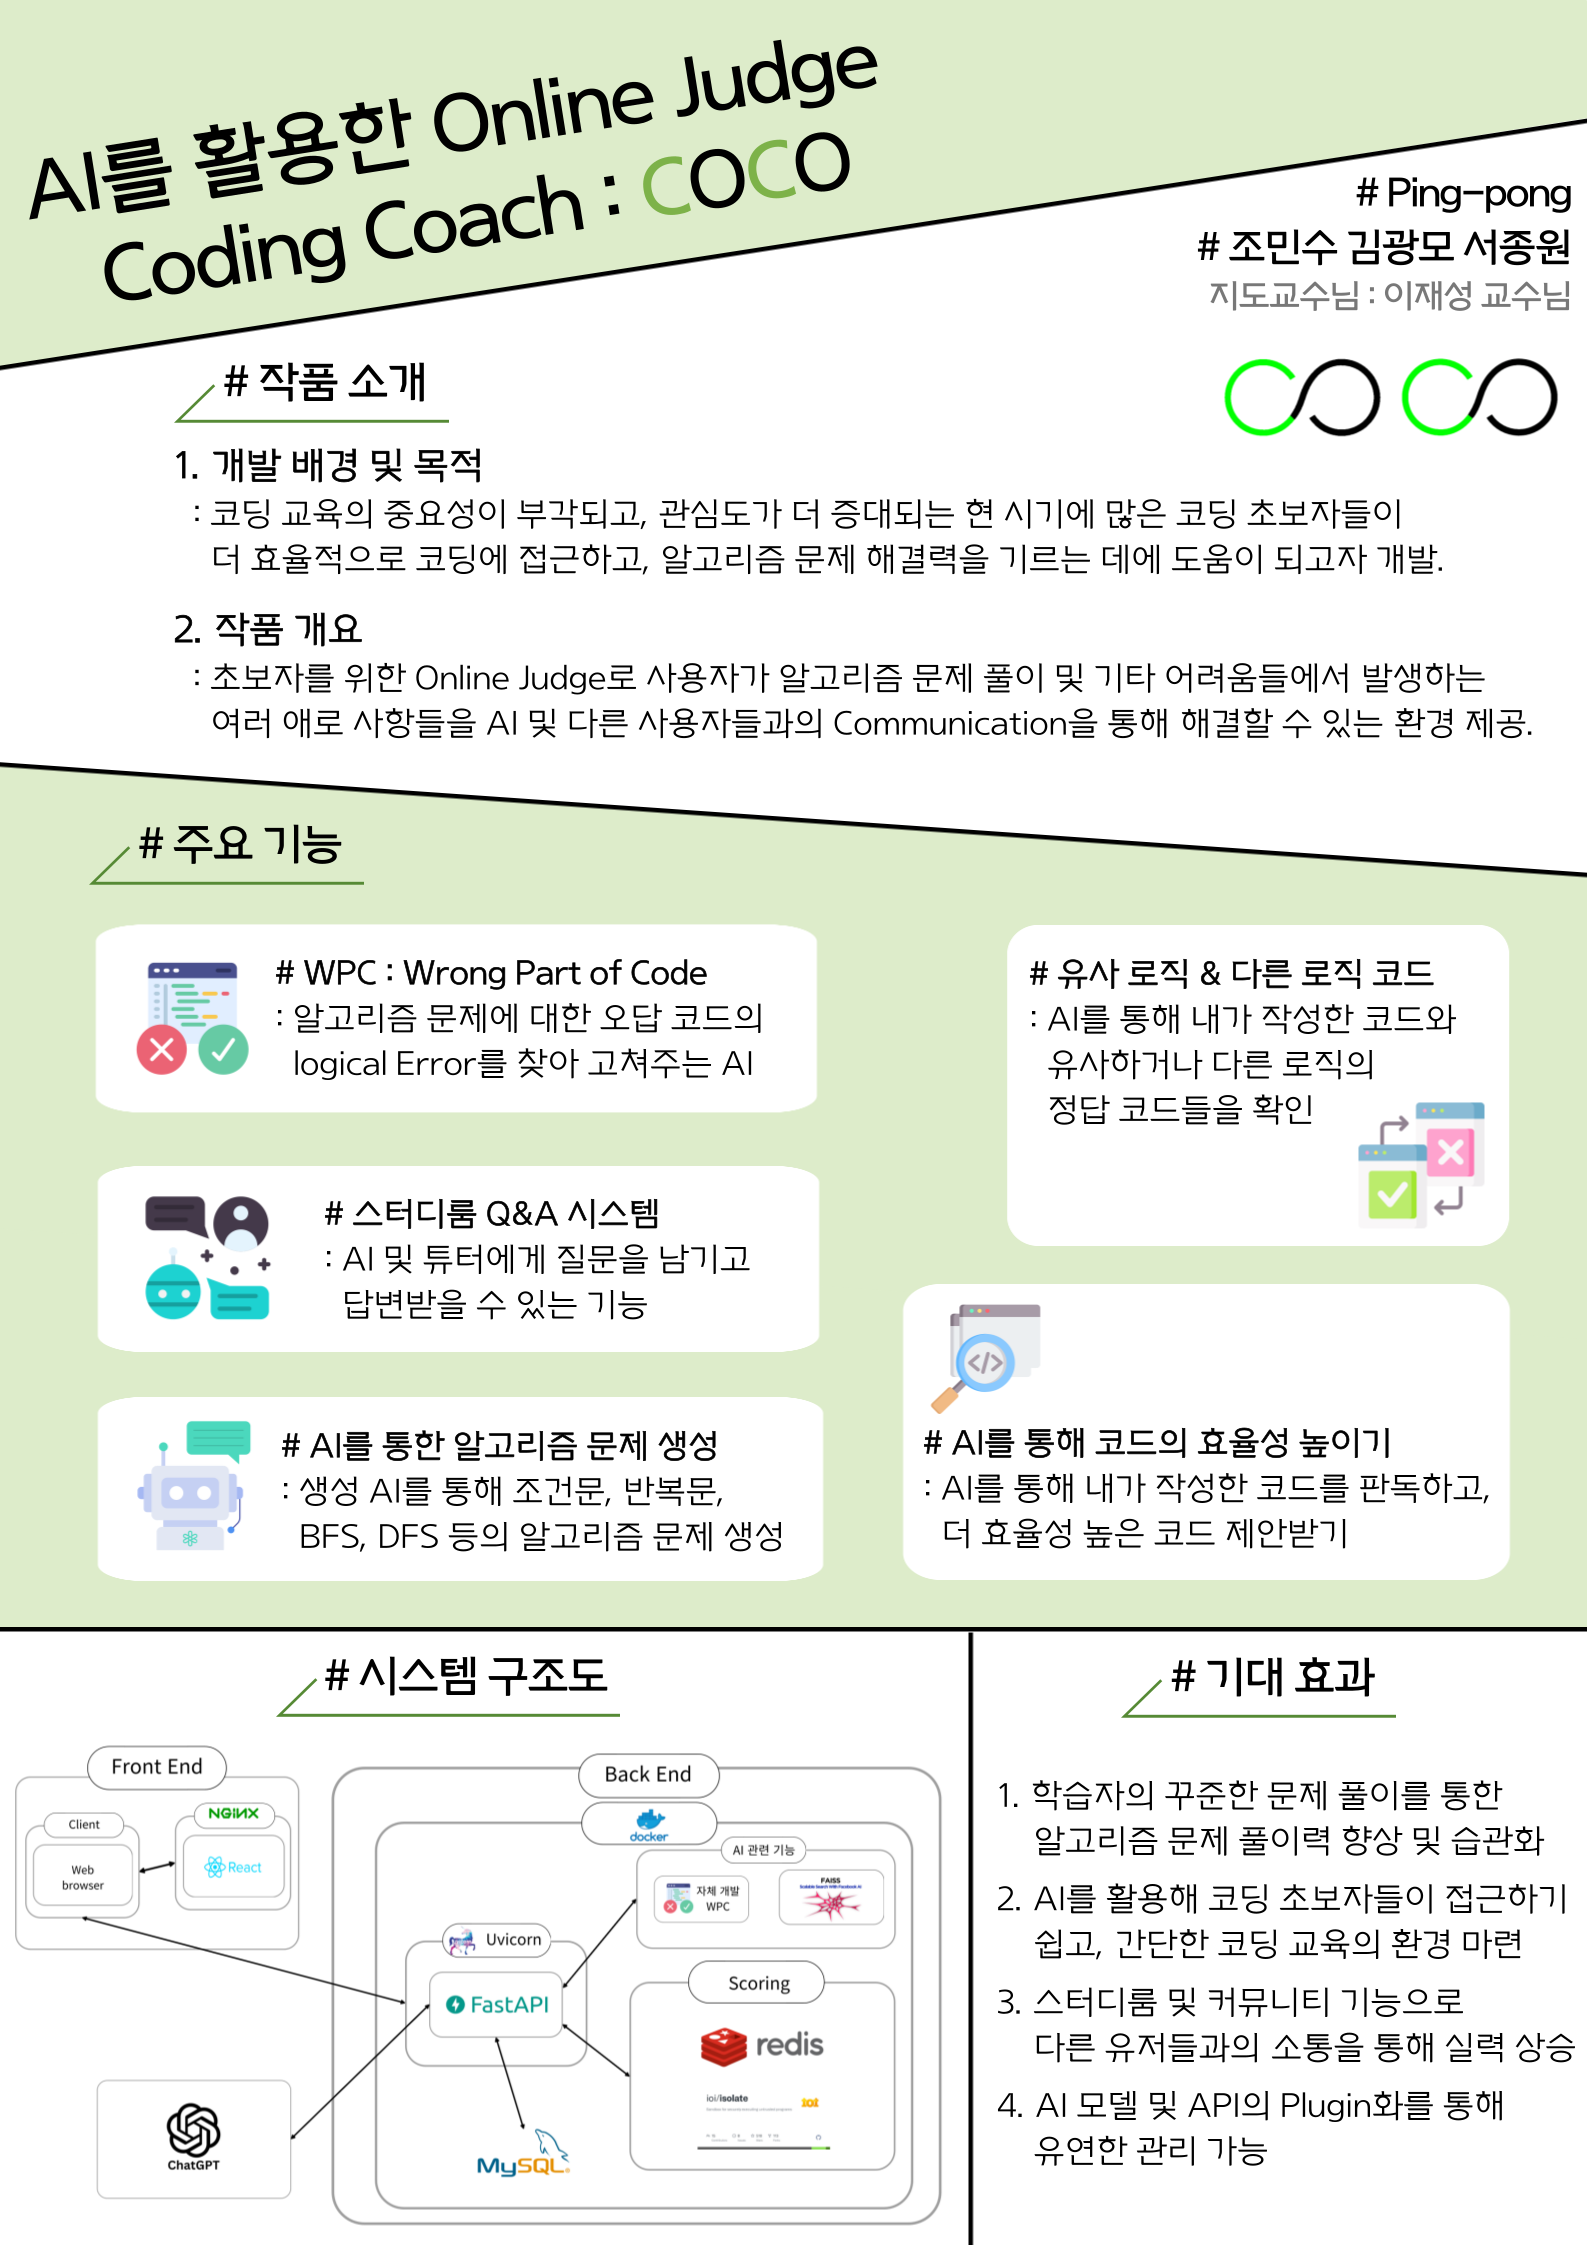 AI를 활용한 Online Judge
Coding Coach : COCO
# Ping-pong
# 조민수 김광모 서종원
지도교수님 : 이재성 교수님
# 작품 소개
1. 개발 배경 및 목적
: 코딩 교육의 중요성이 부각되고, 관심도가 더 증대되는 현 시기에 많은 코딩 초보자들이
더 효율적으로 코딩에 접근하고, 알고리즘 문제 해결력을 기르는 데에 도움이 되고자 개발.
2. 작품 개요
: 초보자를 위한 Online Judge로 사용자가 알고리즘 문제 풀이 및 기타 어려움들에서 발생하는
여러 애로 사항들을 AI 및 다른 사용자들과의 Communication을 통해 해결할 수 있는 환경 제공.
# 주요 기능
# WPC : Wrong Part of Code
: 알고리즘 문제에 대한 오답 코드의
logical Error를 찾아 고쳐주는 AI
# 유사 로직 & 다른 로직 코드
: AI를 통해 내가 작성한 코드와
유사하거나 다른 로직의
정답 코드들을 확인
# 스터디룸 Q&A 시스템
: AI 및 튜터에게 질문을 남기고
답변받을 수 있는 기능
# AI를 통한 알고리즘 문제 생성
: 생성 AI를 통해 조건문, 반복문,
BFS, DFS 등의 알고리즘 문제 생성
</>
# AI를 통해 코드의 효율성 높이기
: AI를 통해 내가 작성한 코드를 판독하고,
더 효율성 높은 코드 제안받기
# 시스템 구조도
Front End
Client
Web
browser
NGINX
React
Back End
docker
AI 관련 기능
자체 개발
WPC
FAISS
Scalable Search With Facebook AI
Uvicorn
FastAPI
Scoring
redis
ioi/isolate
ioi
MySQL
ChatGPT
# 기대 효과
1. 학습자의 꾸준한 문제 풀이를 통한
알고리즘 문제 풀이력 향상 및 습관화
2. AI를 활용해 코딩 초보자들이 접근하기
쉽고, 간단한 코딩 교육의 환경 마련
3. 스터디룸 및 커뮤니티 기능으로
다른 유저들과의 소통을 통해 실력 상승
4. AI 모델 및 API의 Plugin화를 통해
유연한 관리 가능